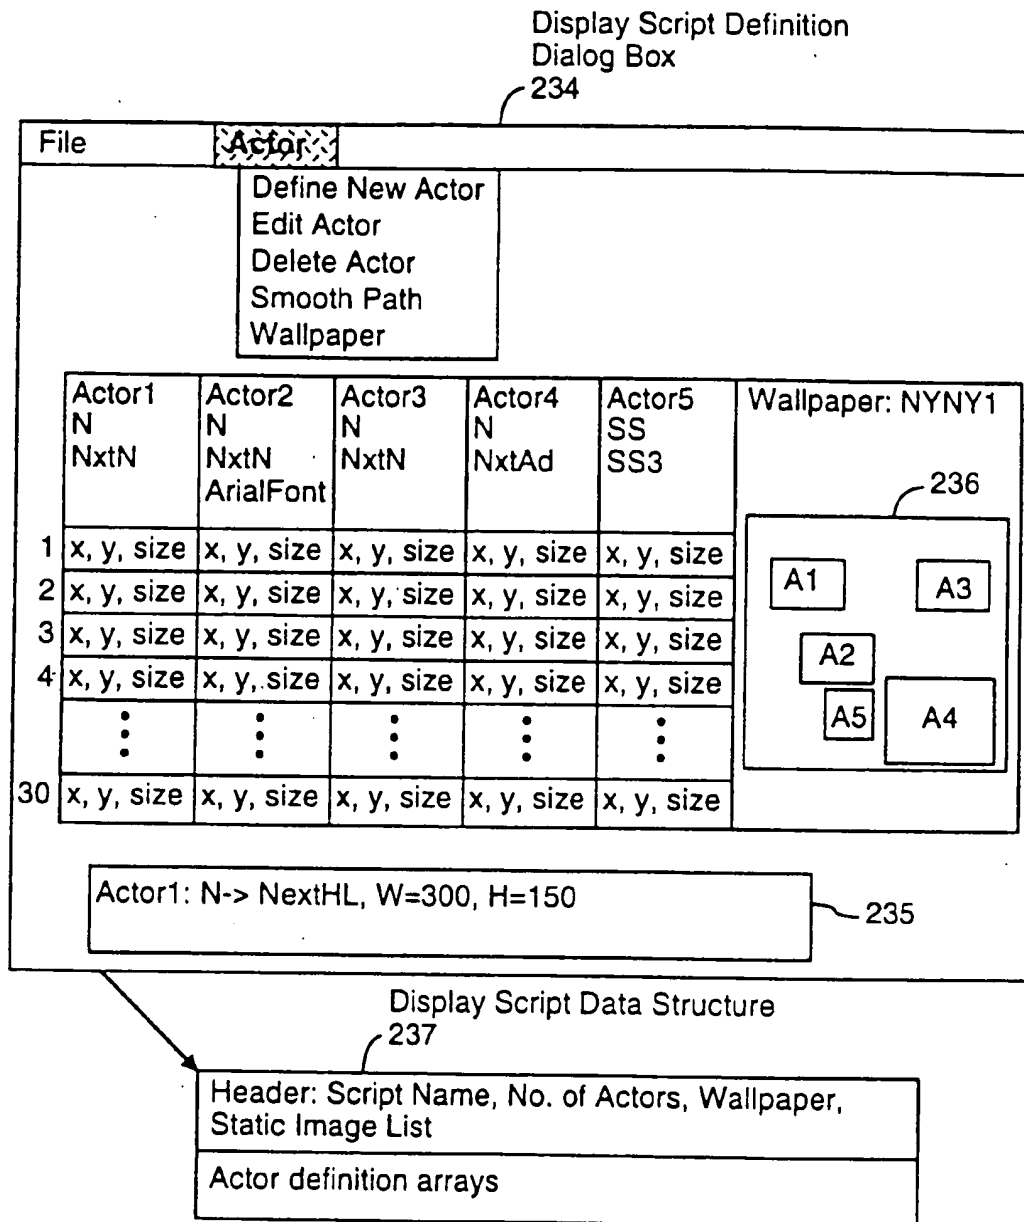 Display Script Definition
Dialog Box
234
File Actor
Define New Actor
Edit Actor
Delete Actor
Smooth Path
Wallpaper
Actor1 Actor2 Actor3 Actor4 Actor5 Wallpaper: NYNY1
N N N N SS
NxtN NxtN NxtN NxtAd SS3
ArialFont
236
1 x, y, size x, y, size x, y, size x, y, size x, y, size
2 x, y, size x, y, size x, y, size x, y, size x, y, size
3 x, y, size x, y, size x, y, size x, y, size x, y, size
4 x, y, size x, y, size x, y, size x, y, size x, y, size
30 x, y, size x, y, size x, y, size x, y, size x, y, size
A1 A3
A2
A5 A4
Actor1: N-> NextHL, W=300, H=150
235
Display Script Data Structure
237
Header: Script Name, No. of Actors, Wallpaper,
Static Image List
Actor definition arrays